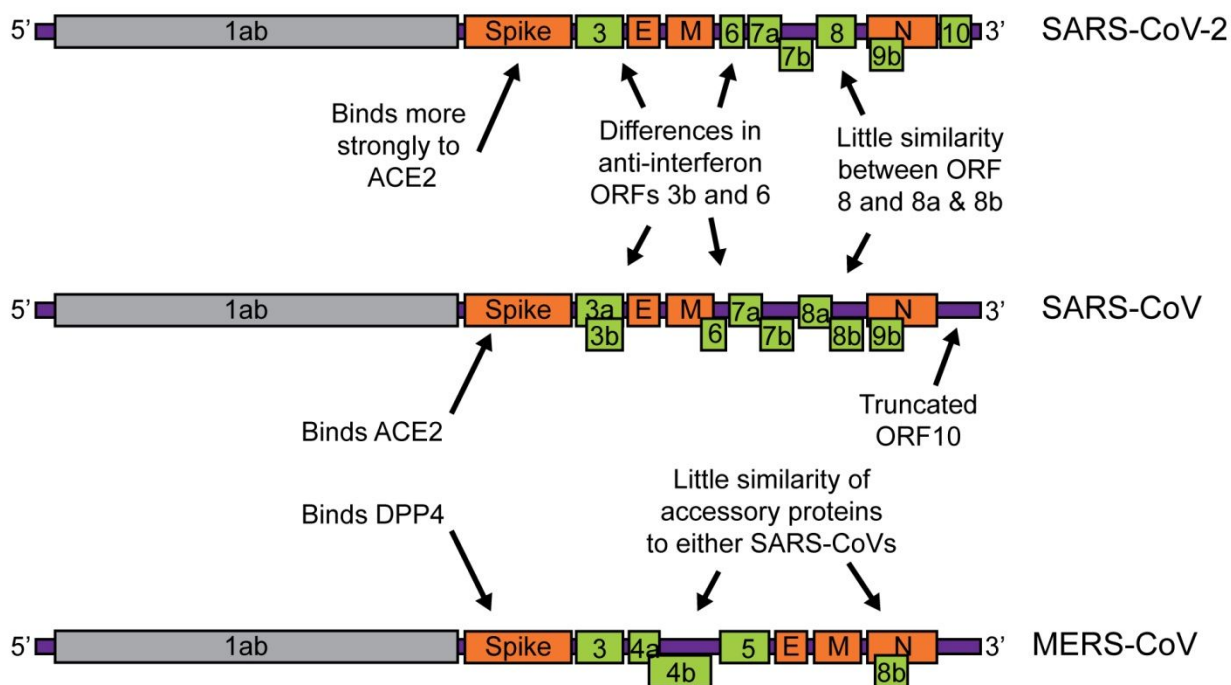 5’ 1ab Spike 3 E M 6 7a 7b 8 N 9b 10 3’ SARS-CoV-2
Binds more
strongly to
ACE2
Differences in
anti-interferon
ORFs 3b and 6
Little similarity
between ORF
8 and 8a & 8b
5’ 1ab Spike 3a 3b E M 6 7a 7b 8a 8b N 9b 3’ SARS-CoV
Binds ACE2
Truncated
ORF10
Binds DPP4
Little similarity of
accessory proteins
to either SARS-CoVs
5’ 1ab Spike 3 4a 4b 5 E M N 8b 3’ MERS-CoV